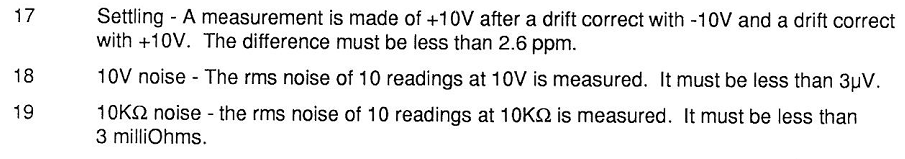 17 Settling - A measurement is made of +10V after a drift correct with -10V and a drift correct
with +10V. The difference must be less than 2.6 ppm.
18 10V noise - The rms noise of 10 readings at 10V is measured. It must be less than 3µV.
19 10KΩ noise - the rms noise of 10 readings at 10KΩ is measured. It must be less than
3 milliOhms.